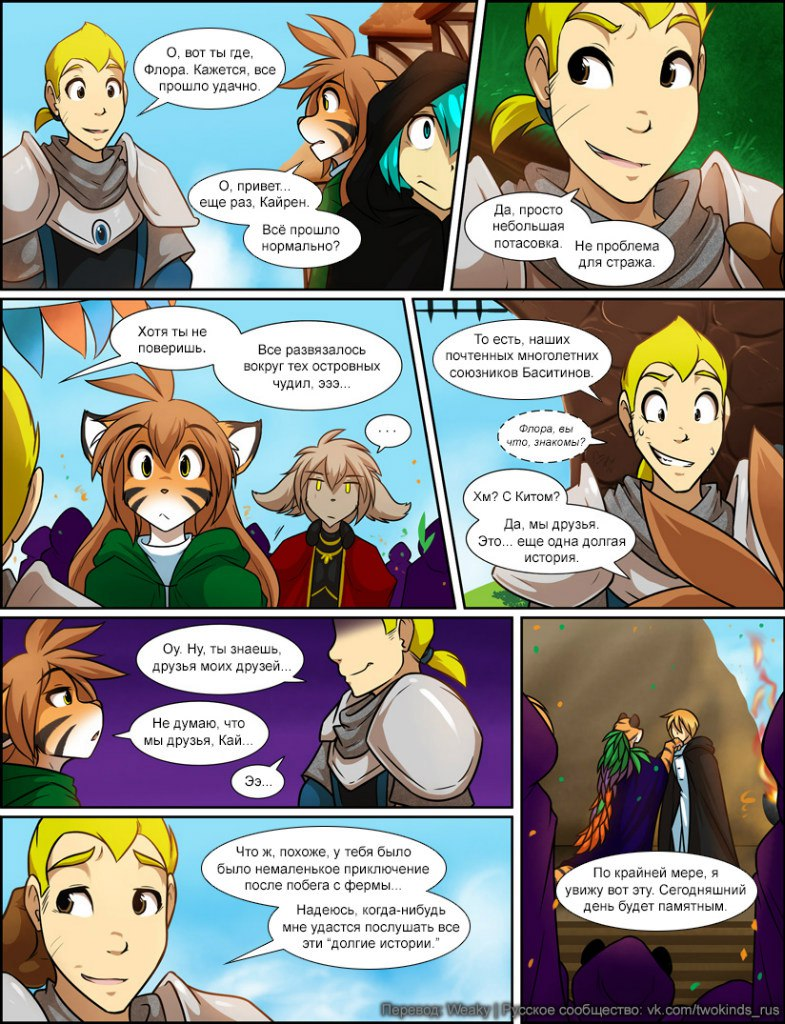 О, вот ты где,
Флора. Кажется, все
прошло удачно.
О, привет...
еще раз, Кайрен.
Всё прошло
нормально?
Да, просто
небольшая
потасовка.
Не проблема
для стража.
Хотя ты не
поверишь.
Все развязалось
вокруг тех островных
чудил, эээ...
. . .
То есть, наших
почтенных многолетних
союзников Баситинов.
Флора, вы
что, знакомы?
Хм? С Китом?
Да, мы друзья.
Это... еще одна долгая
история.
Оу. Ну, ты знаешь,
друзья моих друзей...
Не думаю, что
мы друзья, Кай...
Ээ...
Что ж, похоже, у тебя было
было немаленькое приключение
после побега с фермы...
Надеюсь, когда-нибудь
мне удастся послушать все
эти “долгие истории.”
По крайней мере, я
увижу вот эту. Сегодняшний
день будет памятным.
Перевод: Weaky | Русское сообщество: vk.com/twokinds_rus